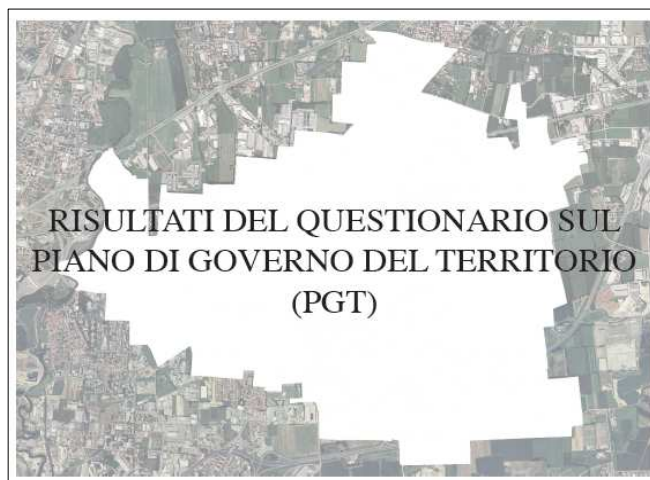 RISULTATI DEL QUESTIONARIO SUL
PIANO DI GOVERNO DEL TERRITORIO
(PGT)